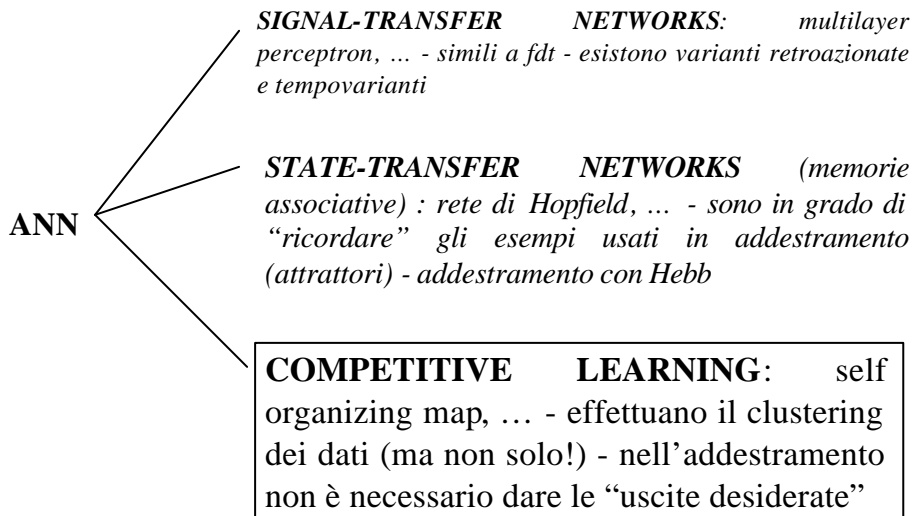 SIGNAL-TRANSFER NETWORKS: multilayer
perceptron, … - simili a fdt - esistono varianti retroazionate
e tempovarianti
STATE-TRANSFER NETWORKS (memorie
associative) : rete di Hopfield, … - sono in grado di
“ricordare” gli esempi usati in addestramento
(attrattori) - addestramento con Hebb
ANN
COMPETITIVE LEARNING: self
organizing map, … - effettuano il clustering
dei dati (ma non solo!) - nell’addestramento
non è necessario dare le “uscite desiderate”